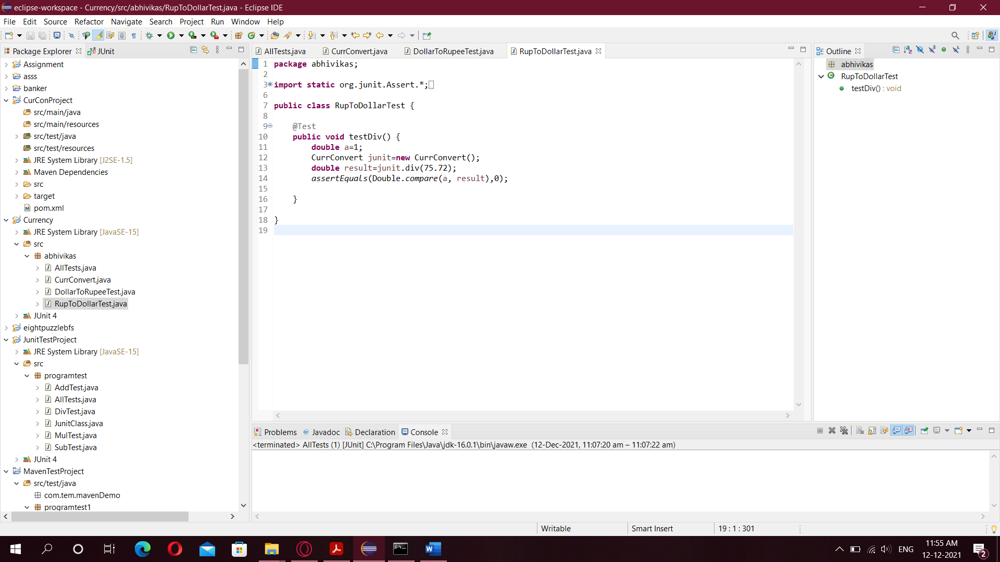 eclipse-workspace - Currency/src/abhivikas/RupToDollarTest.java - Eclipse IDE
File Edit Source Refactor Navigate Search Project Run Window Help
Package Explorer JUnit
Assignment
asss
banker
CurConProject
src/main/java
src/main/resources
src/test/java
src/test/resources
JRE System Library [J2SE-1.5]
Maven Dependencies
src
target
pom.xml
Currency
JRE System Library [JavaSE-15]
src
abhivikas
AllTests.java
CurrConvert.java
DollarToRupeeTest.java
RupToDollarTest.java
JUnit 4
eightpuzzlebfs
JunitTestProject
JRE System Library [JavaSE-15]
src
programtest
AddTest.java
AllTests.java
DivTest.java
JunitClass.java
MulTest.java
SubTest.java
JUnit 4
MavenTestProject
src/test/java
com.tem.mavenDemo
programtest1
AllTests.java CurrConvert.java DollarToRupeeTest.java RupToDollarTest.java
1 package abhivikas;
2
3 import static org.junit.Assert.*;
6
7 public class RupToDollarTest {
8
9 @Test
10 public void testDiv() {
11 double a=1;
12 CurrConvert junit=new CurrConvert();
13 double result=junit.div(75.72);
14 assertEquals(Double.compare(a, result),0);
15
16 }
17
18 }
19
Outline
abhivikas
RupToDollarTest
testDiv() : void
Problems Javadoc Declaration Console
<terminated> AllTests (1) [JUnit] C:\Program Files\Java\jdk-16.0.1\bin\javaw.exe (12-Dec-2021, 11:07:20 am – 11:07:22 am)
Writable Smart Insert 19 : 1 : 301
ENG
11:55 AM
12-12-2021
2